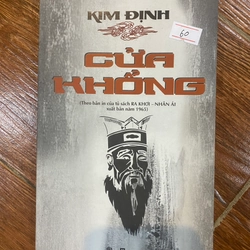 KIM ĐỊNH
60
CỬA
KHỔNG
(Theo bản in của tủ sách RA KHƠI - NHÂN ÁI
xuất bản năm 1965)